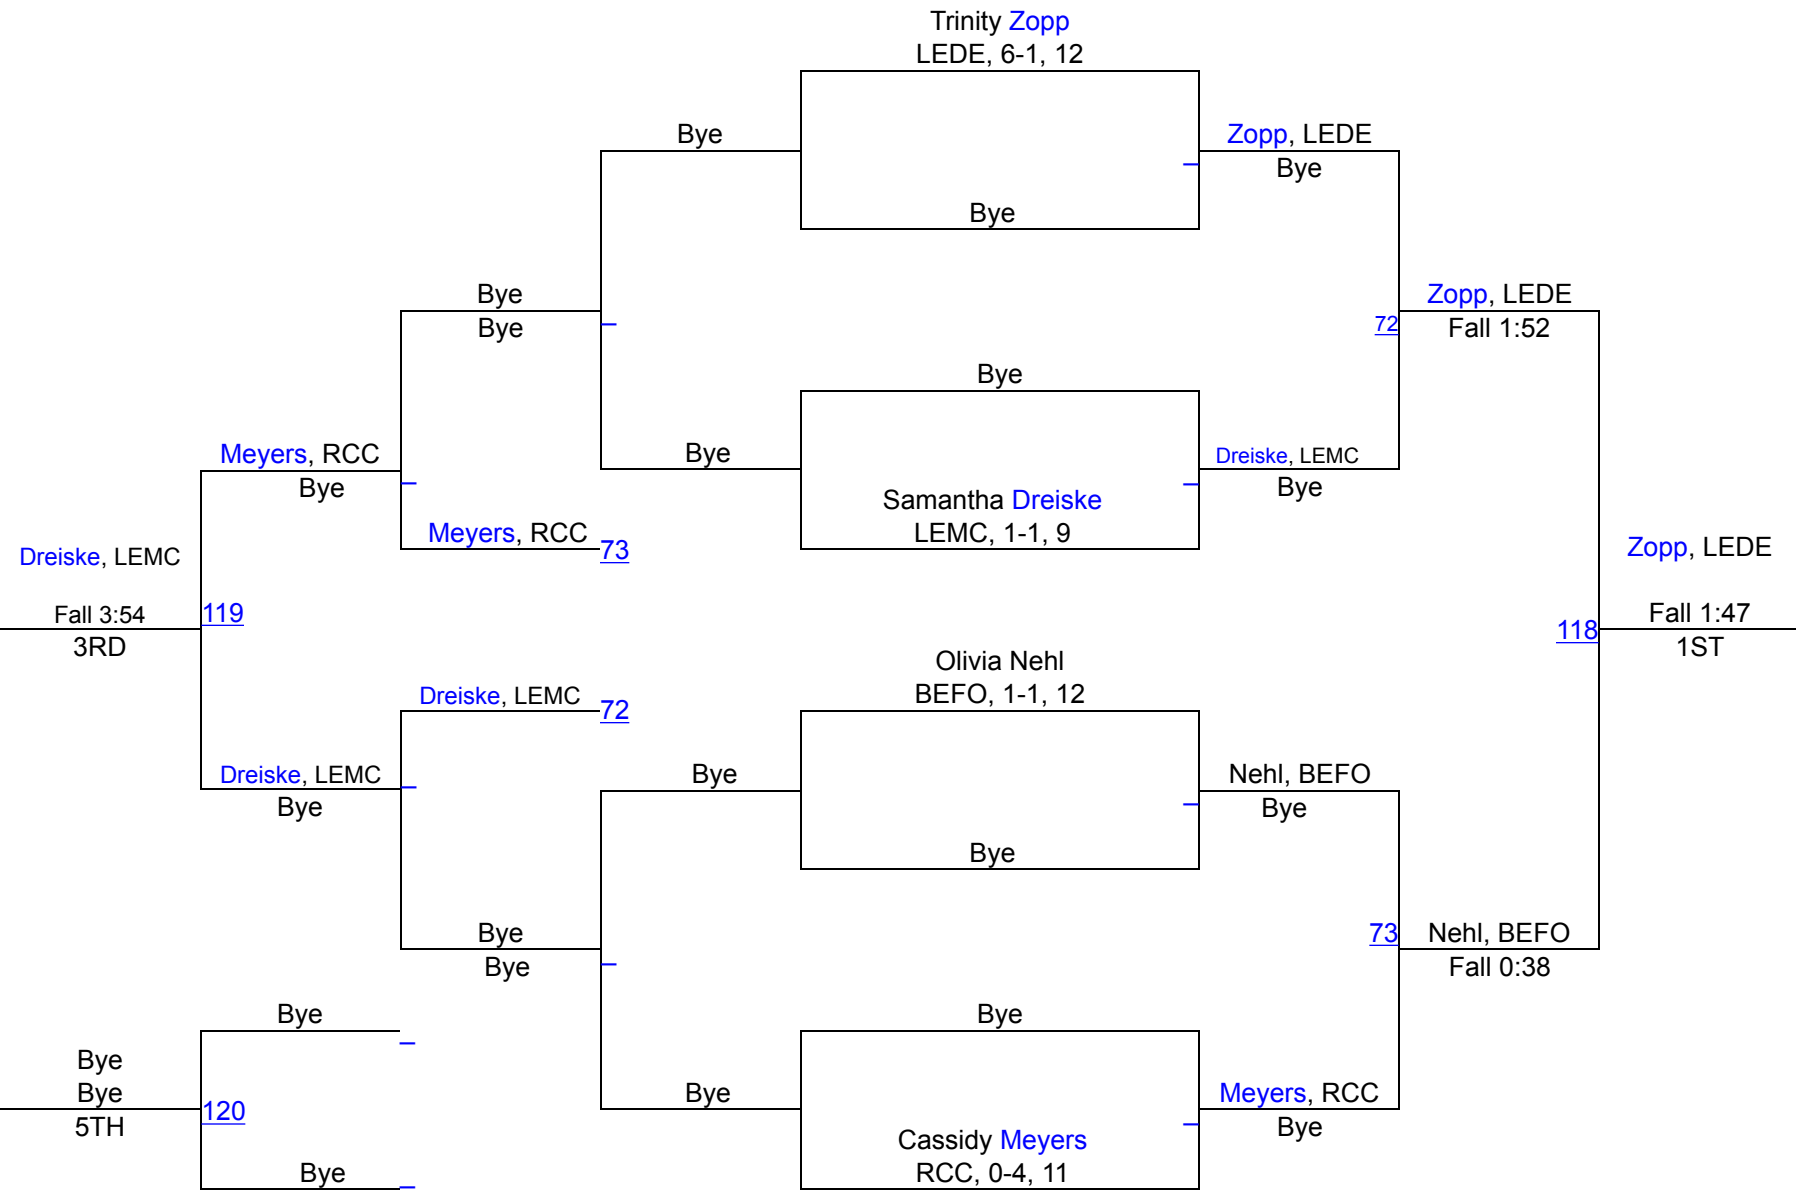 Trinity Zopp
LEDE, 6-1, 12
Bye
Zopp, LEDE
Bye
Bye
Bye
Bye
Zopp, LEDE
72
Fall 1:52
Bye
Meyers, RCC
Bye
Bye
Dreiske, LEMC
Bye
Samantha Dreiske
LEMC, 1-1, 9
Meyers, RCC
73
Dreiske, LEMC
Zopp, LEDE
Fall 3:54
119
Fall 1:47
118
3RD
1ST
Olivia Nehl
BEFO, 1-1, 12
Dreiske, LEMC
72
Dreiske, LEMC
Bye
Bye
Nehl, BEFO
Bye
Bye
Bye
Bye
73
Nehl, BEFO
Fall 0:38
Bye
Bye
Bye
Bye
120
5TH
Bye
Meyers, RCC
Bye
Cassidy Meyers
RCC, 0-4, 11
Bye